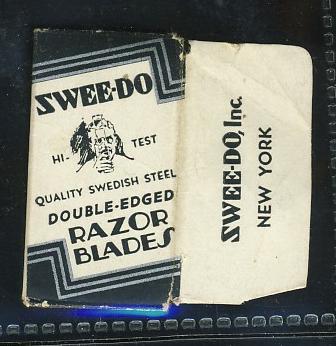 SWEE-DO
HI-TEST
QUALITY SWEDISH STEEL
DOUBLE-EDGED
RAZOR
BLADES
SWEE-DO, Inc.
NEW YORK